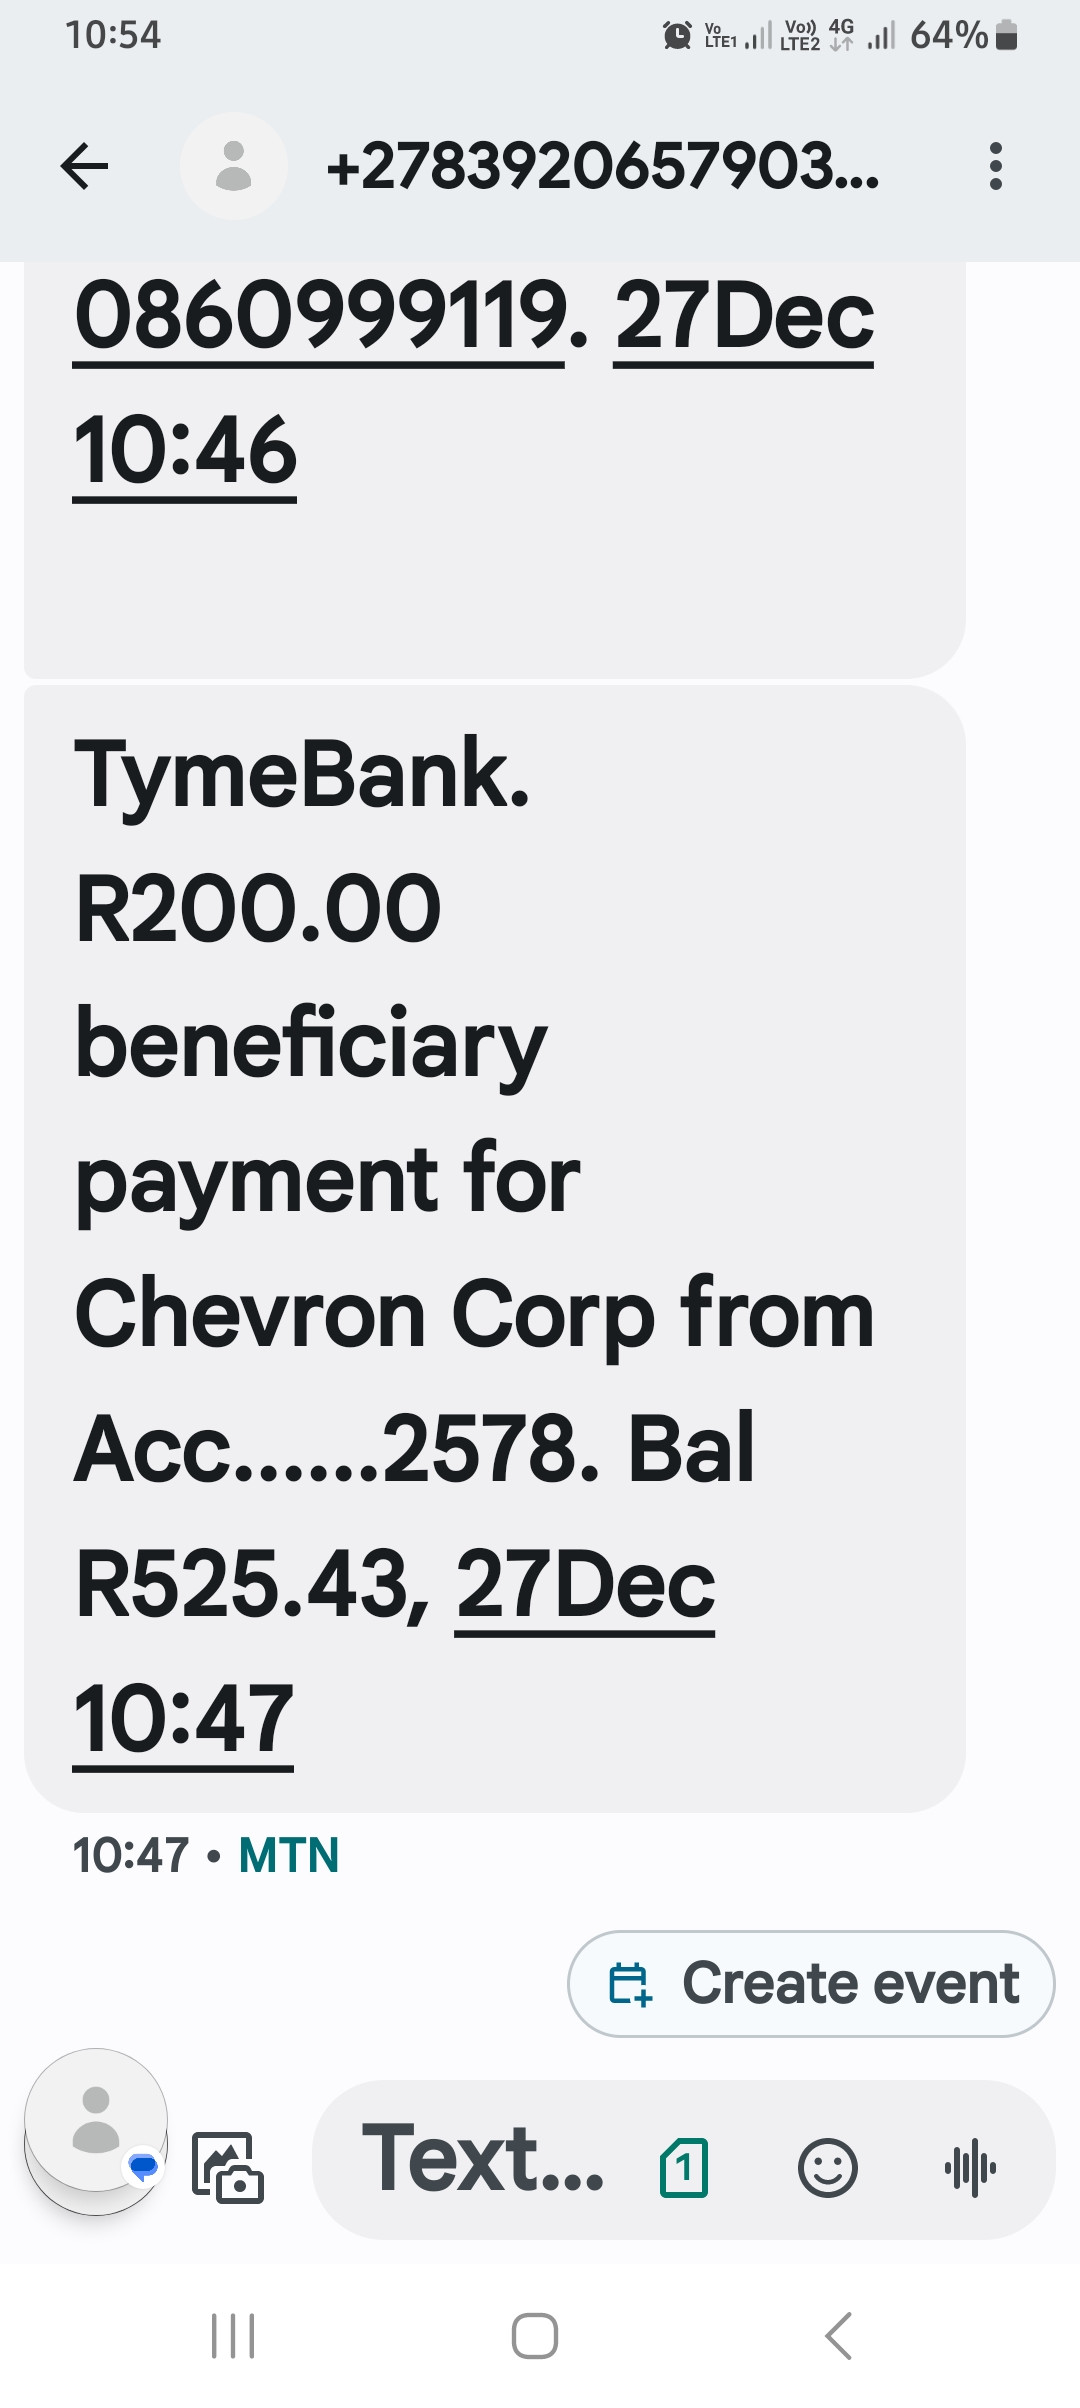 10:54
Vo LTE1 Vo)) LTE2 4G 64%
+2783920657903...
0860999119. 27Dec
10:46
TymeBank.
R200.00
beneficiary
payment for
Chevron Corp from
Acc......2578. Bal
R525.43, 27Dec
10:47
10:47 • MTN
Create event
Text...
1